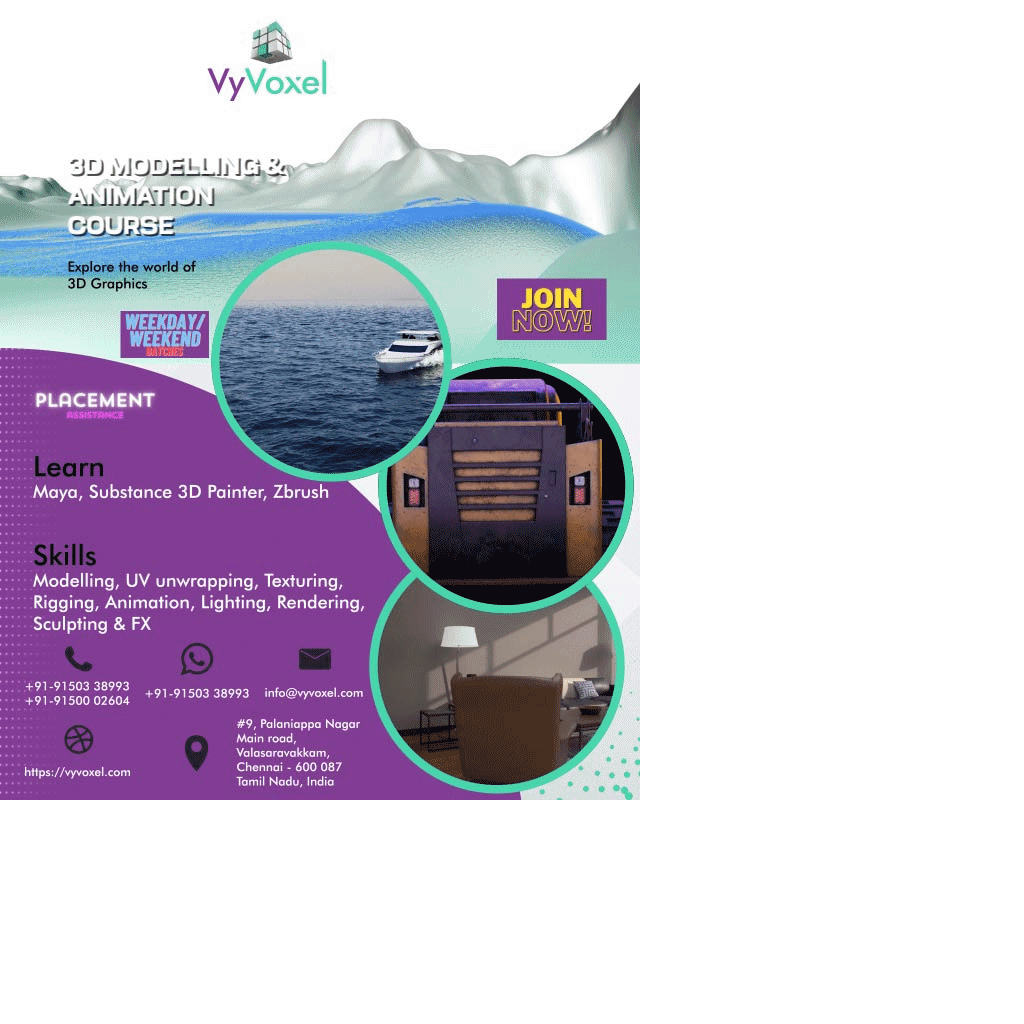 VyVoxel
3D MODELLING &
ANIMATION
COURSE
Explore the world of
3D Graphics
JOIN
NOW!
WEEKDAY/
WEEKEND
BATCHES
PLACEMENT
ASSISTANCE
Learn
Maya, Substance 3D Painter, Zbrush
Skills
Modelling, UV unwrapping, Texturing,
Rigging, Animation, Lighting, Rendering,
Sculpting & FX
+91-91503 38993
+91-91500 02604
+91-91503 38993
info@vyvoxel.com
https://vyvoxel.com
#9, Palaniappa Nagar
Main road,
Valasaravakkam,
Chennai - 600 087
Tamil Nadu, India